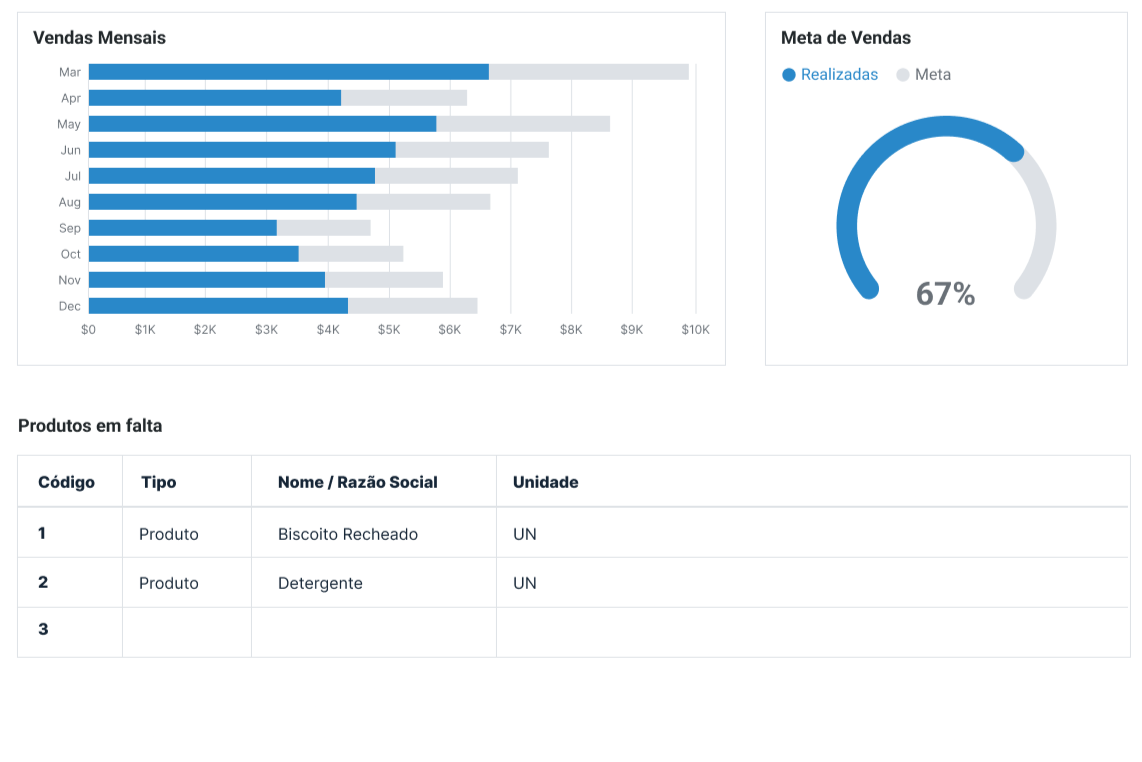 Vendas Mensais
Mar
Apr
May
Jun
Jul
Aug
Sep
Oct
Nov
Dec
$0 $1K $2K $3K $4K $5K $6K $7K $8K $9K $10K
Meta de Vendas
Realizadas Meta
67%
Produtos em falta
Código Tipo Nome / Razão Social Unidade
1 Produto Biscoito Recheado UN
2 Produto Detergente UN
3